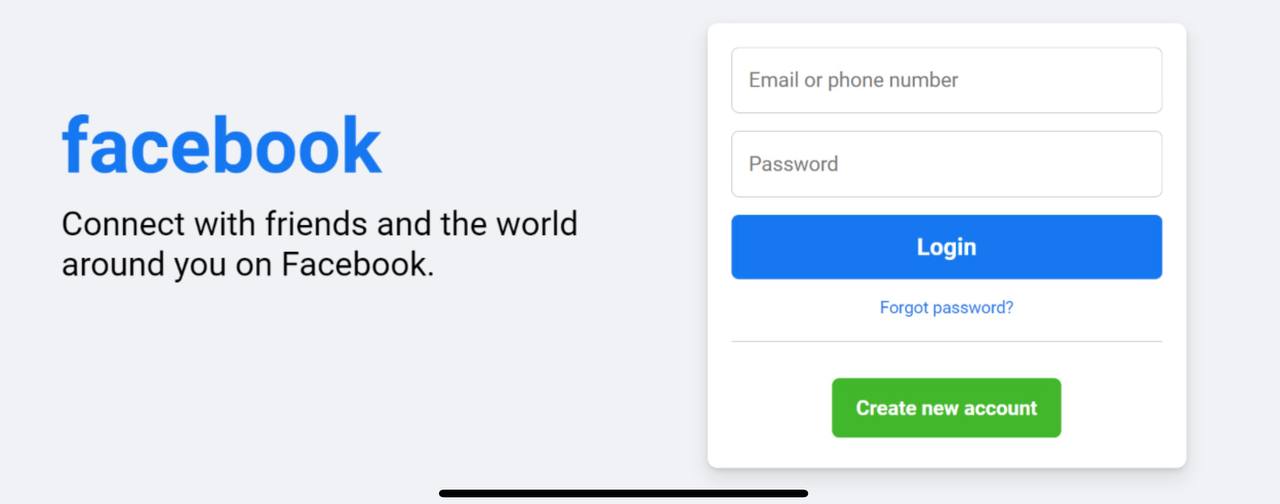 facebook
Connect with friends and the world
around you on Facebook.
Email or phone number
Password
Login
Forgot password?
Create new account